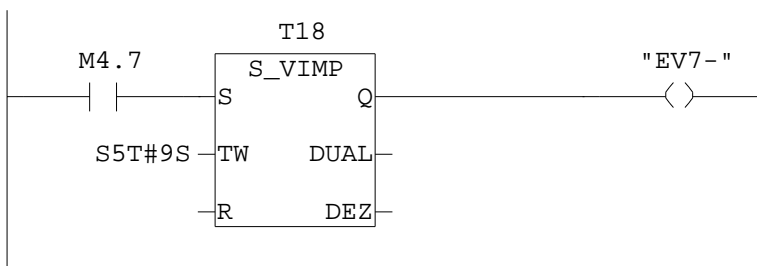 T18
M4.7
S_VIMP
"EV7-"
S
Q
S5T#9S
TW
DUAL
R
DEZ